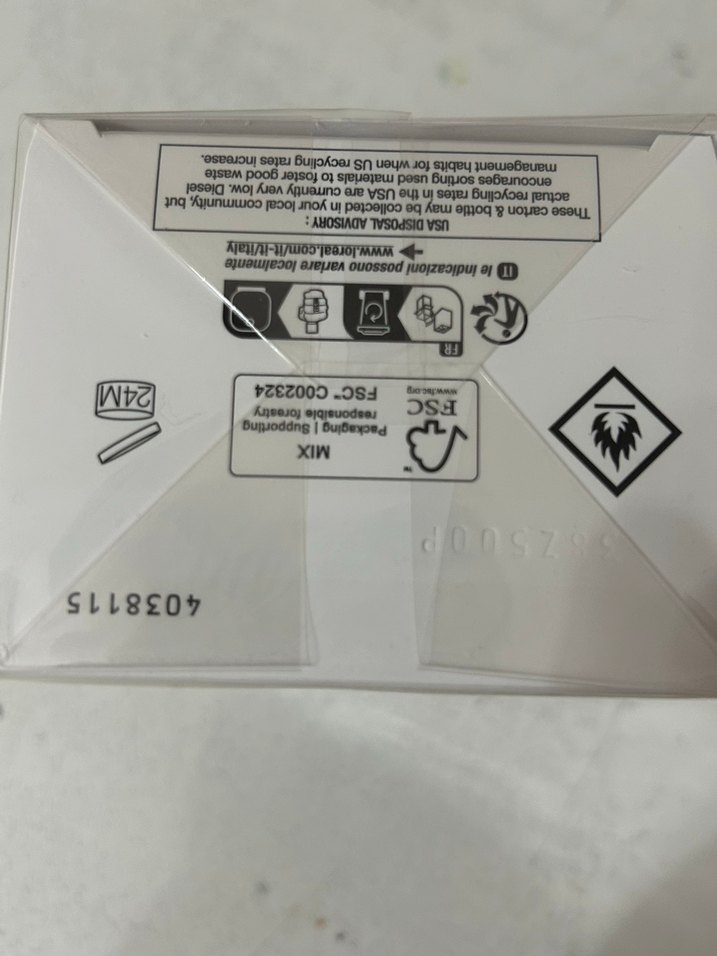 4038115
MIX
Packaging | Supporting
responsible forestry
FSC
www.fsc.org
FSC™ C002324
24M
FR
IT le indicazioni possono variare localmente
www.loreal.com/it-it/italy
USA DISPOSAL ADVISORY :
These carton & bottle may be collected in your local community, but
actual recycling rates in the USA are currently very low. Diesel
encourages sorting used materials to foster good waste
management habits for when US recycling rates increase.